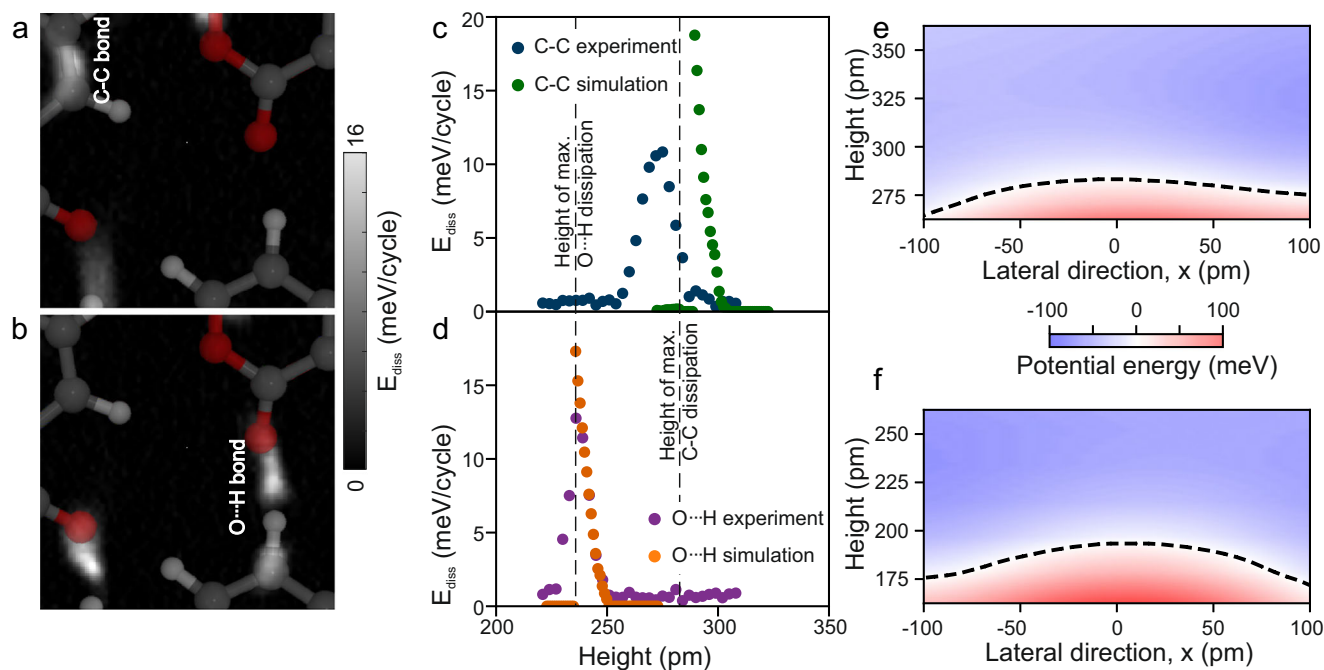 a
C-C bond
b
O···H bond
16
0
E_diss (meV/cycle)
c
C-C experiment
C-C simulation
Height of max.
O···H dissipation
E_diss (meV/cycle)
20
15
10
5
0
d
Height of max.
C-C dissipation
O···H experiment
O···H simulation
E_diss (meV/cycle)
15
10
5
0
200 250 300 350
Height (pm)
e
Height (pm)
350
325
300
275
-100 -50 0 50 100
Lateral direction, x (pm)
-100 0 100
Potential energy (meV)
f
Height (pm)
250
225
200
175
-100 -50 0 50 100
Lateral direction, x (pm)